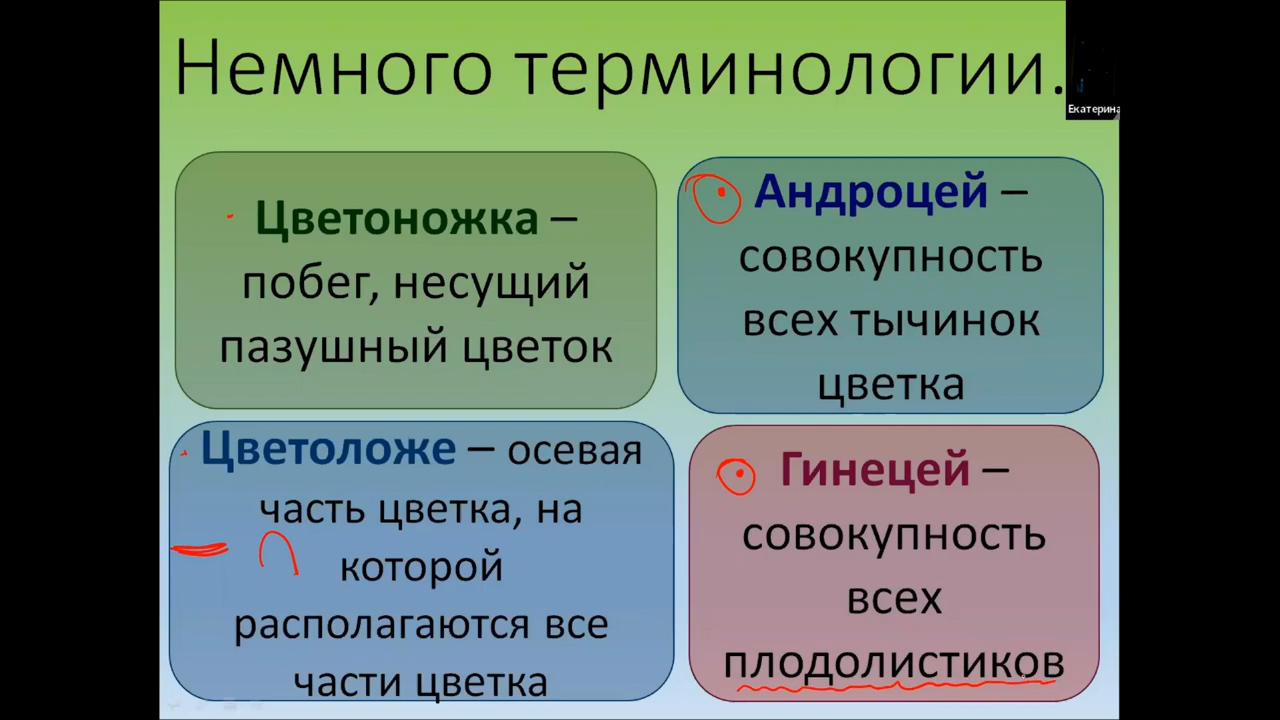 Немного терминологии.
Екатерина
Цветоножка –
побег, несущий
пазушный цветок
Андроцей –
совокупность
всех тычинок
цветка
Цветоложе – осевая
часть цветка, на
которой
располагаются все
части цветка
Гинецей –
совокупность
всех
плодолистиков